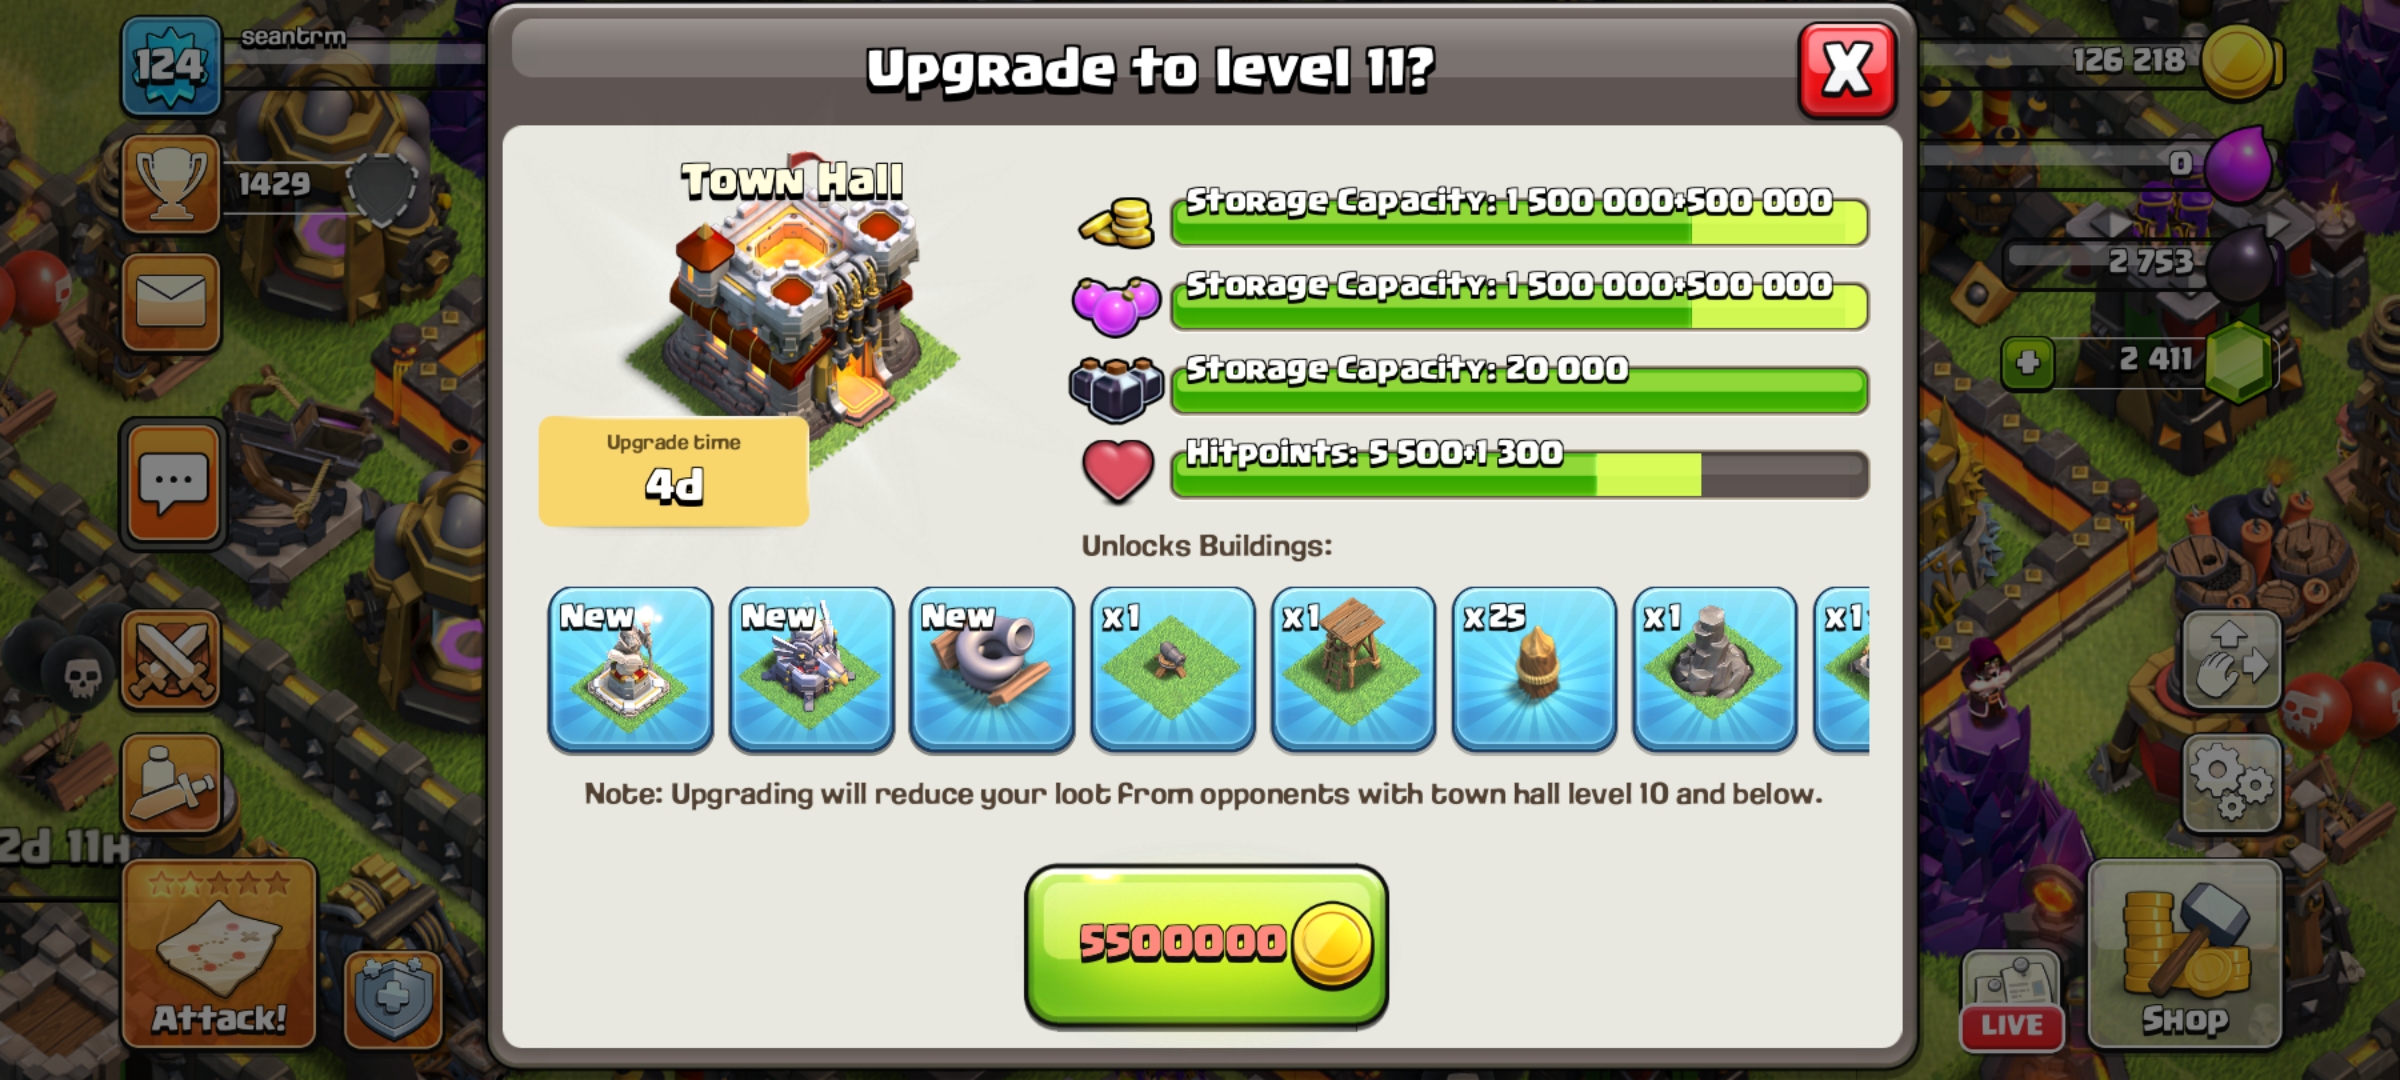 124
seantrm
1429
2d 11H
Attack!
Upgrade to level 11?
X
Town Hall
Upgrade time
4d
Storage Capacity: 1 500 000+500 000
Storage Capacity: 1 500 000+500 000
Storage Capacity: 20 000
Hitpoints: 5 500+1 300
Unlocks Buildings:
New
New
New
x1
x1
x25
x1
x1
Note: Upgrading will reduce your loot from opponents with town hall level 10 and below.
5500000
126 218
0
2 753
2 411
LIVE
Shop